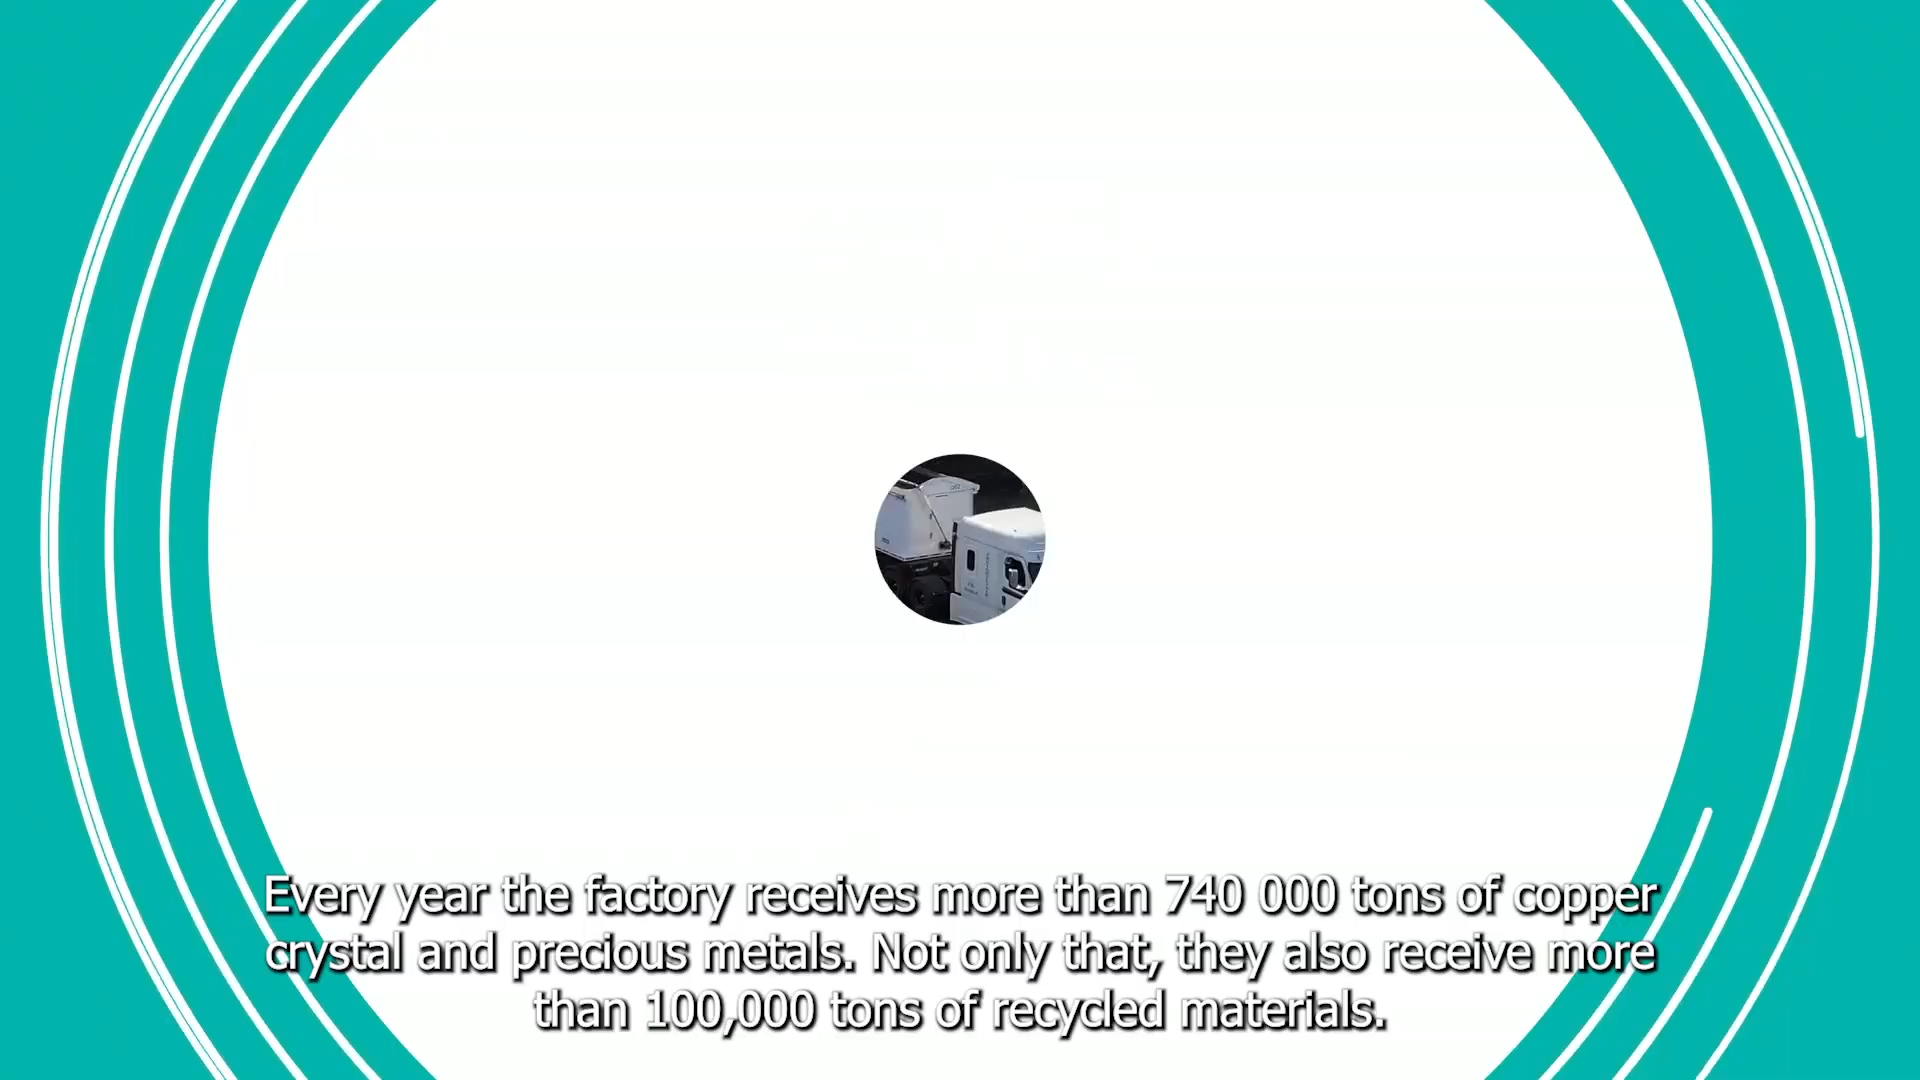 Every year the factory receives more than 740 000 tons of copper
crystal and precious metals. Not only that, they also receive more
than 100,000 tons of recycled materials.